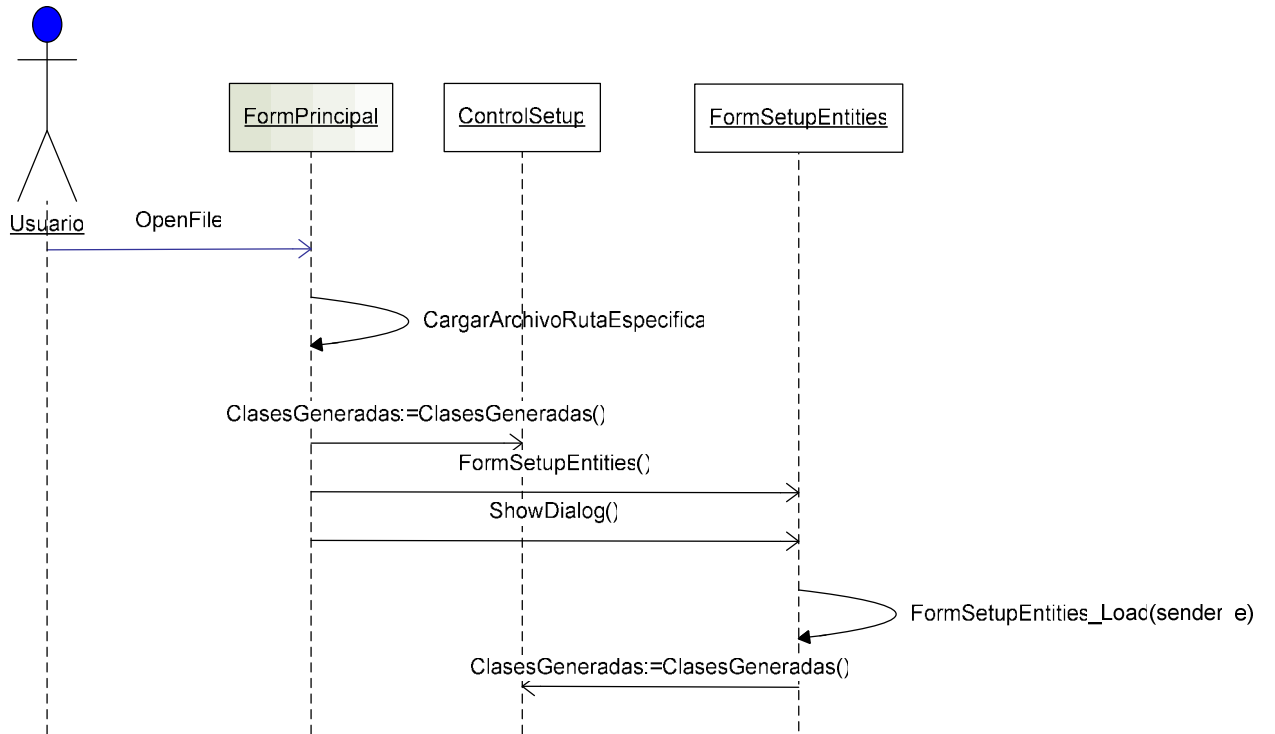 FormPrincipal
ControlSetup
FormSetupEntities
Usuario
OpenFile
CargarArchivoRutaEspecifica
ClasesGeneradas:=ClasesGeneradas()
FormSetupEntities()
ShowDialog()
FormSetupEntities_Load(sender e)
ClasesGeneradas:=ClasesGeneradas()